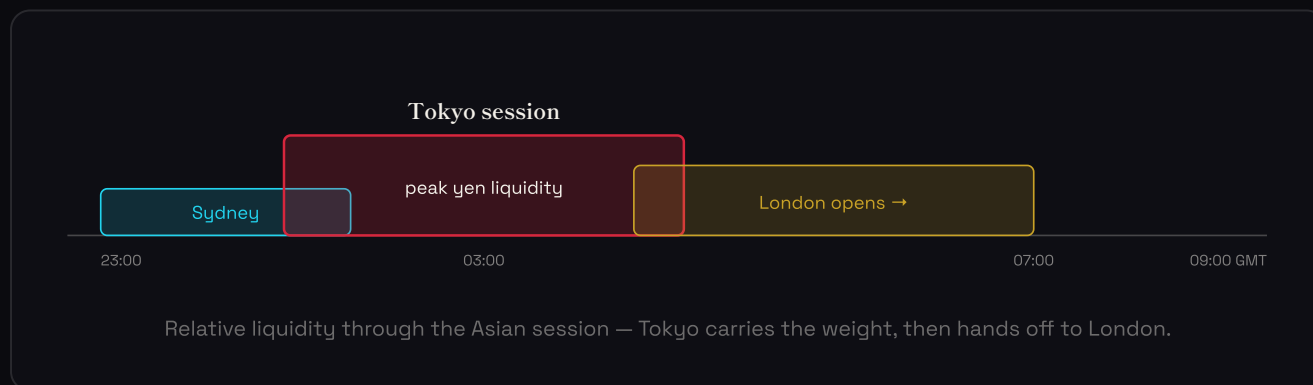 Tokyo session
peak yen liquidity
Sydney
London opens →
23:00
03:00
07:00
09:00 GMT
Relative liquidity through the Asian session — Tokyo carries the weight, then hands off to London.